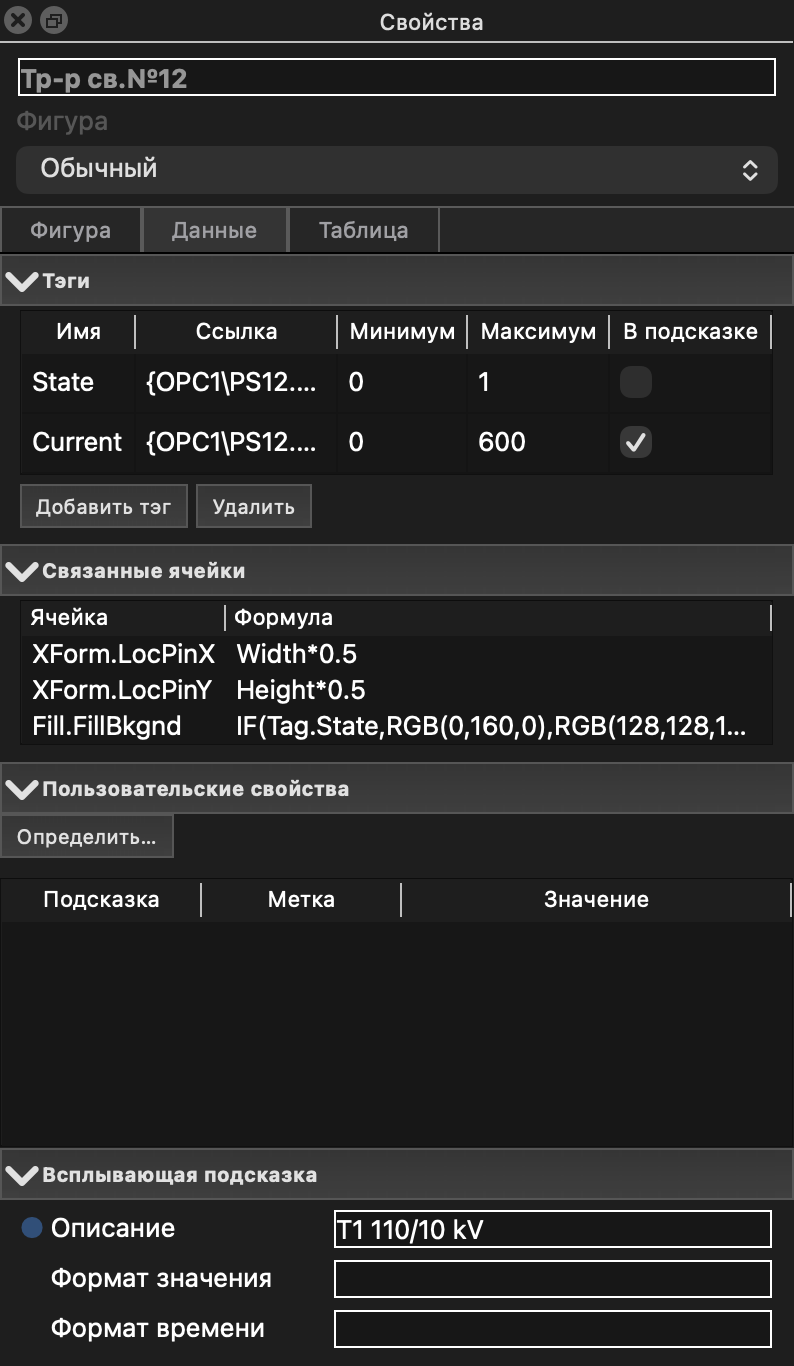 Свойства
Тр-р св.№12
Фигура
Обычный
Фигура Данные Таблица
Тэги
Имя Ссылка Минимум Максимум В подсказке
State {OPC1\PS12.... 0 1
Current {OPC1\PS12.... 0 600
Добавить тэг Удалить
Связанные ячейки
Ячейка Формула
XForm.LocPinX Width*0.5
XForm.LocPinY Height*0.5
Fill.FillBkgnd IF(Tag.State,RGB(0,160,0),RGB(128,128,1...
Пользовательские свойства
Определить...
Подсказка Метка Значение
Всплывающая подсказка
Описание T1 110/10 kV
Формат значения
Формат времени